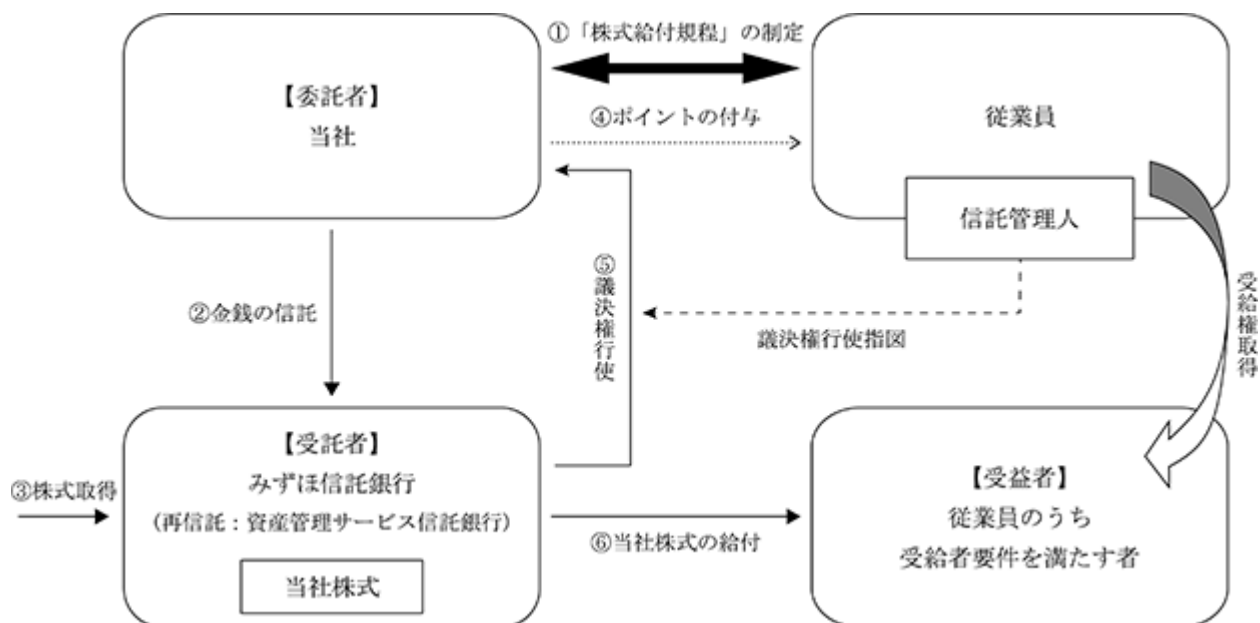 ①「株式給付規程」の制定
【委託者】
当社
④ポイントの付与
従業員
信託管理人
②金銭の信託
⑤議決権行使
議決権行使指図
受給権取得
③株式取得
【受託者】
みずほ信託銀行
(再信託：資産管理サービス信託銀行)
当社株式
⑥当社株式の給付
【受益者】
従業員のうち
受給者要件を満たす者